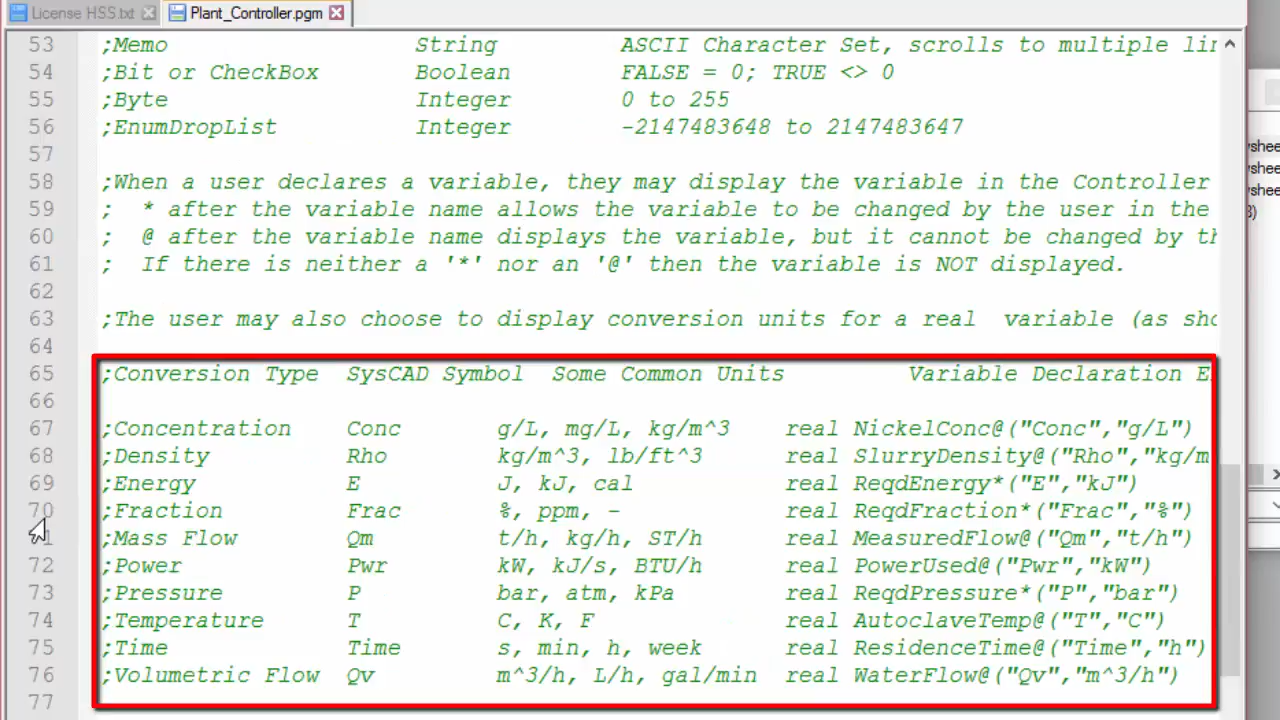 License HSS.txt Plant_Controller.pgm
53 ;Memo String ASCII Character Set, scrolls to multiple
54 ;Bit or CheckBox Boolean FALSE = 0; TRUE <> 0
55 ;Byte Integer 0 to 255
56 ;EnumDropList Integer -2147483648 to 2147483647
57
58 ;When a user declares a variable, they may display the variable in the Controller
59 ; * after the variable name allows the variable to be changed by the user in the
60 ; @ after the variable name displays the variable, but it cannot be changed by
61 ; If there is neither a '*' nor an '@' then the variable is NOT displayed.
62
63 ;The user may also choose to display conversion units for a real variable (as
64
65 ;Conversion Type SysCAD Symbol Some Common Units Variable Declaration
66
67 ;Concentration Conc g/L, mg/L, kg/m^3 real NickelConc@("Conc","g/L")
68 ;Density Rho kg/m^3, lb/ft^3 real SlurryDensity@("Rho","kg/m
69 ;Energy E J, kJ, cal real ReqdEnergy*("E","kJ")
70 ;Fraction Frac %, ppm, - real ReqdFraction*("Frac","%")
;Mass Flow Qm t/h, kg/h, ST/h real MeasuredFlow@("Qm","t/h")
72 ;Power Pwr kW, kJ/s, BTU/h real PowerUsed@("Pwr","kW")
73 ;Pressure P bar, atm, kPa real ReqdPressure*("P","bar")
74 ;Temperature T C, K, F real AutoclaveTemp@("T","C")
75 ;Time Time s, min, h, week real ResidenceTime@("Time","h")
76 ;Volumetric Flow Qv m^3/h, L/h, gal/min real WaterFlow@("Qv","m^3/h")
77